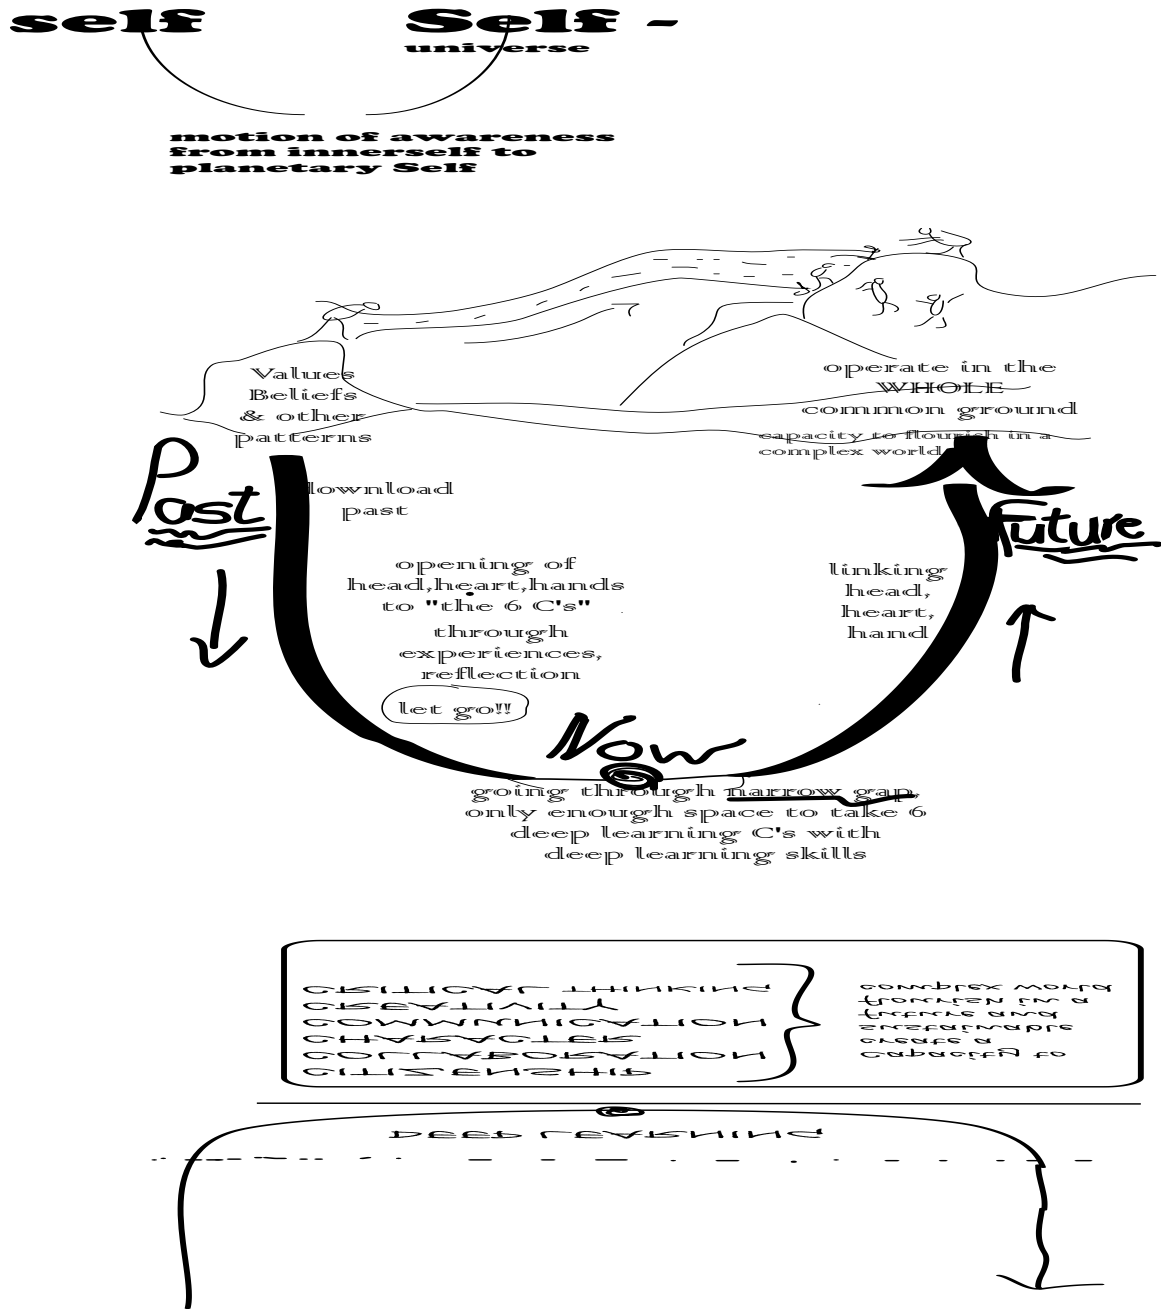 self
Self -
universe
motion of awareness
from innerself to
planetary Self
Values
Beliefs
& other
patterns
operate in the
WHOLE
common ground
capacity to flourish in a
complex world
Past
download
past
Future
opening of
head,heart,hands
to "the 6 C's"
through
experiences,
reflection
let go!!
linking
head,
heart,
hand
Now
going through narrow gap,
only enough space to take 6
deep learning C's with
deep learning skills
CRITICAL THINKING
CREATIVITY
COMMUNICATION
CHARACTER
COLLABORATION
CITIZENSHIP
Capacity to
create a
sustainable
future and
flourish in a
complex world
DEEP LEARNING